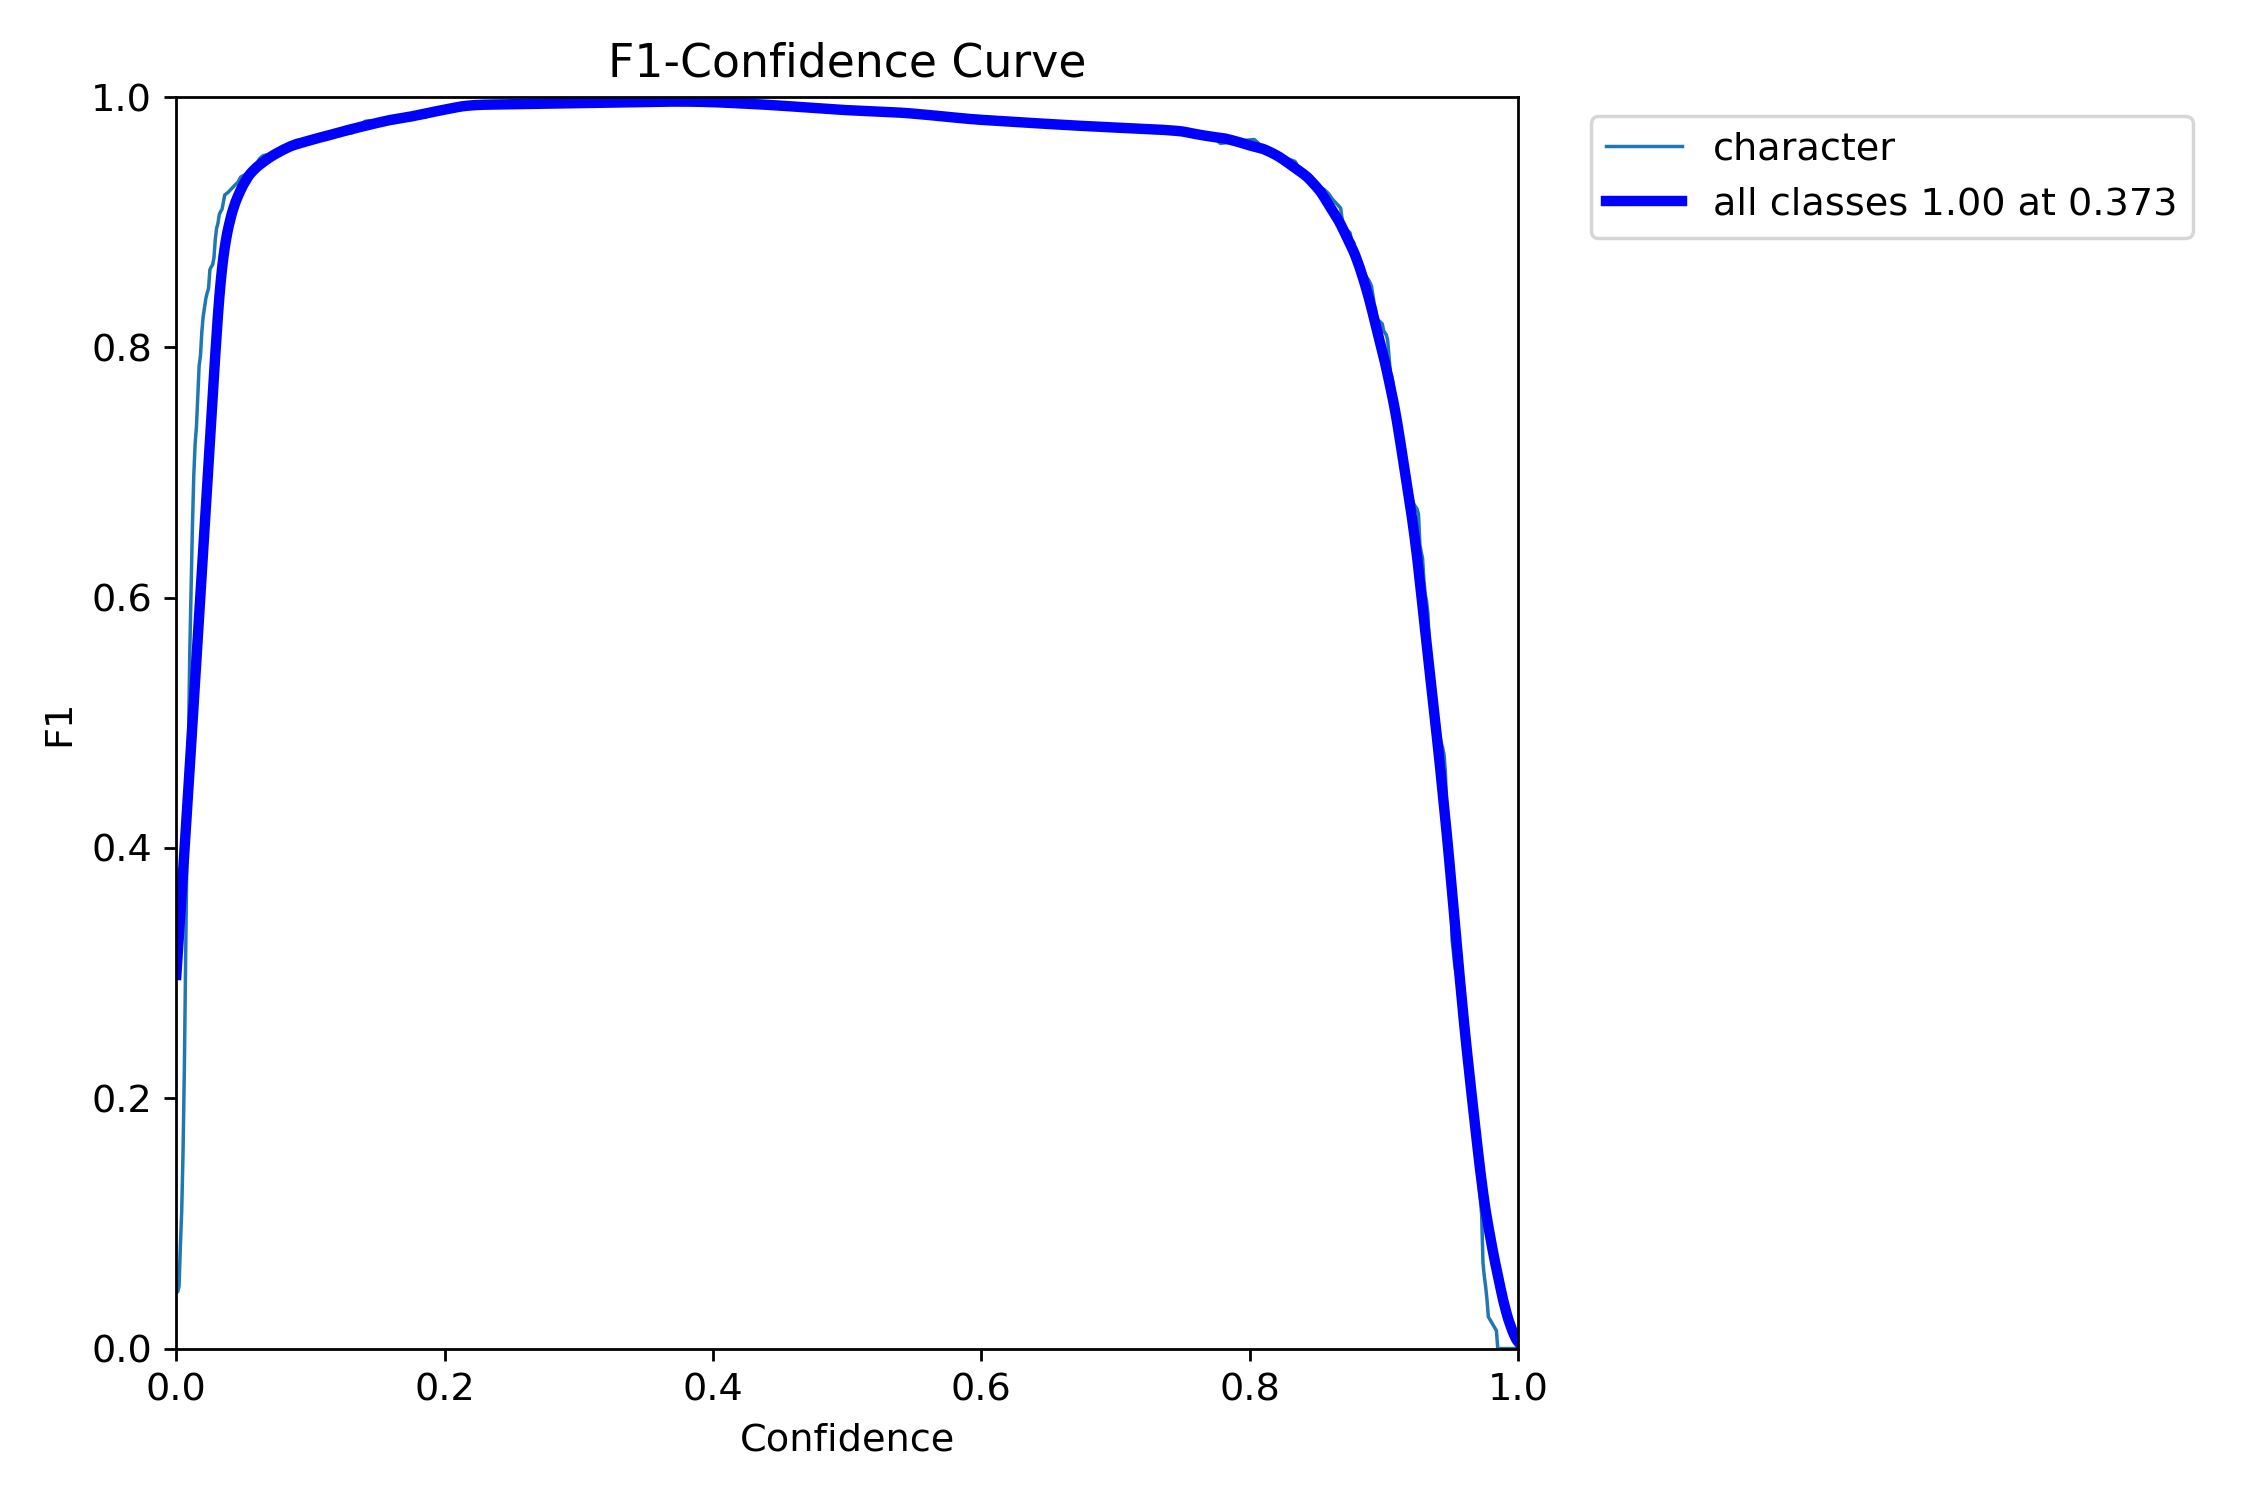 F1-Confidence Curve
1.0
0.8
0.6
0.4
0.2
0.0
F1
0.0 0.2 0.4 0.6 0.8 1.0
Confidence
character
all classes 1.00 at 0.373